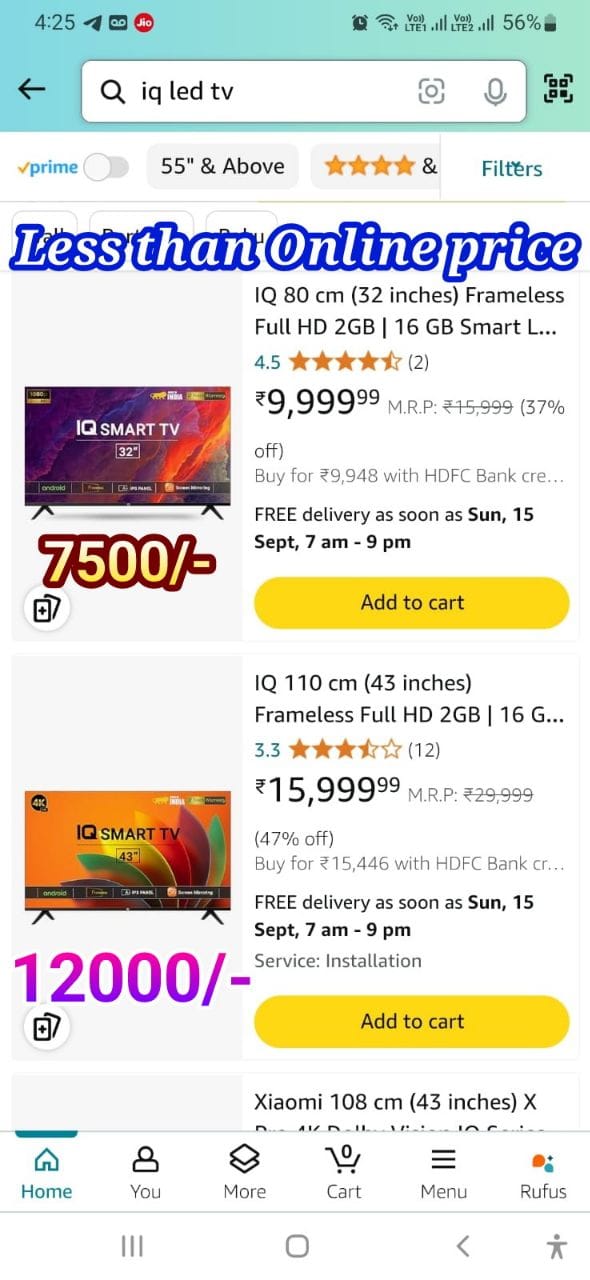 4:25
Vo)) LTE1 Vo)) LTE2 56%
Jio
iq led tv
prime
55" & Above
&
Filters
Less than Online price
IQ 80 cm (32 inches) Frameless
Full HD 2GB | 16 GB Smart L...
4.5 (2)
₹9,999⁹⁹ M.R.P: ₹15,999 (37%
off)
Buy for ₹9,948 with HDFC Bank cre...
FREE delivery as soon as Sun, 15
Sept, 7 am - 9 pm
Add to cart
IQ SMART TV
32"
android
7500/-
IQ 110 cm (43 inches)
Frameless Full HD 2GB | 16 G...
3.3 (12)
₹15,999⁹⁹ M.R.P: ₹29,999
(47% off)
Buy for ₹15,446 with HDFC Bank cr...
FREE delivery as soon as Sun, 15
Sept, 7 am - 9 pm
Service: Installation
Add to cart
4K
IQ SMART TV
43"
android
12000/-
Xiaomi 108 cm (43 inches) X
Home
You
More
0
Cart
Menu
Rufus